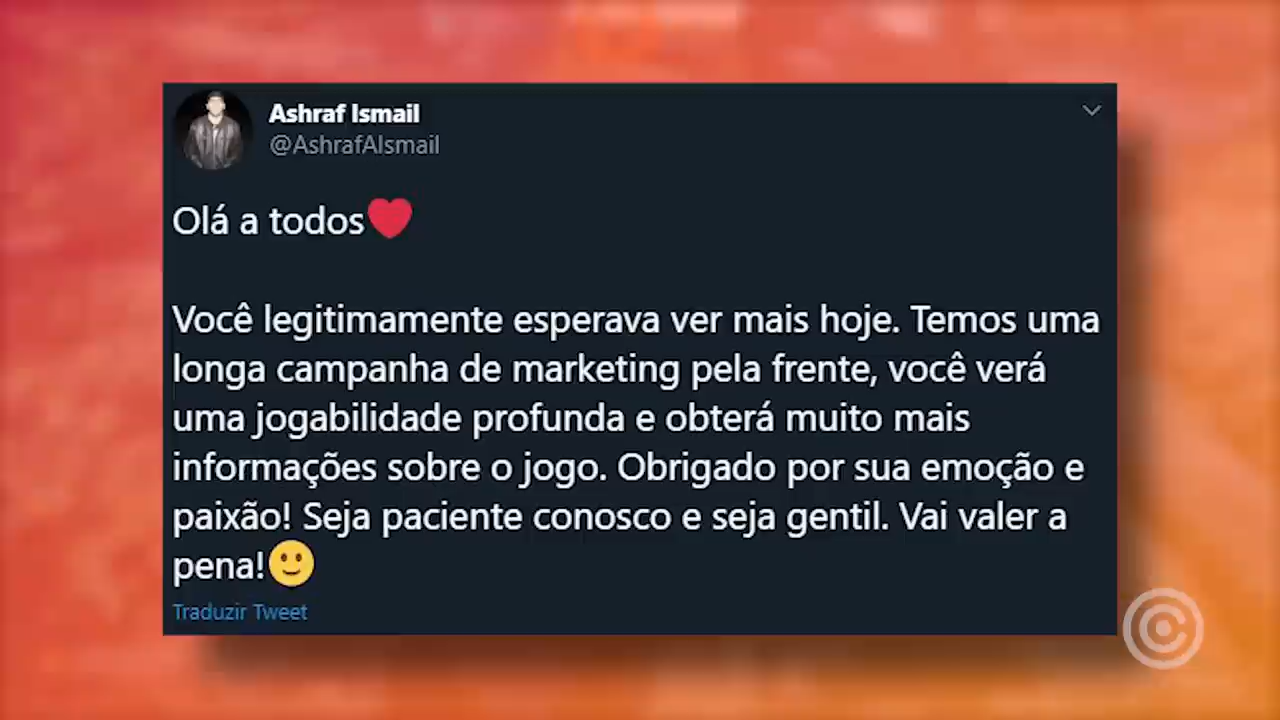 Ashraf Ismail
@AshrafAIsmail
Olá a todos❤️
Você legitimamente esperava ver mais hoje. Temos uma
longa campanha de marketing pela frente, você verá
uma jogabilidade profunda e obterá muito mais
informações sobre o jogo. Obrigado por sua emoção e
paixão! Seja paciente conosco e seja gentil. Vai valer a
pena!🙂
Traduzir Tweet